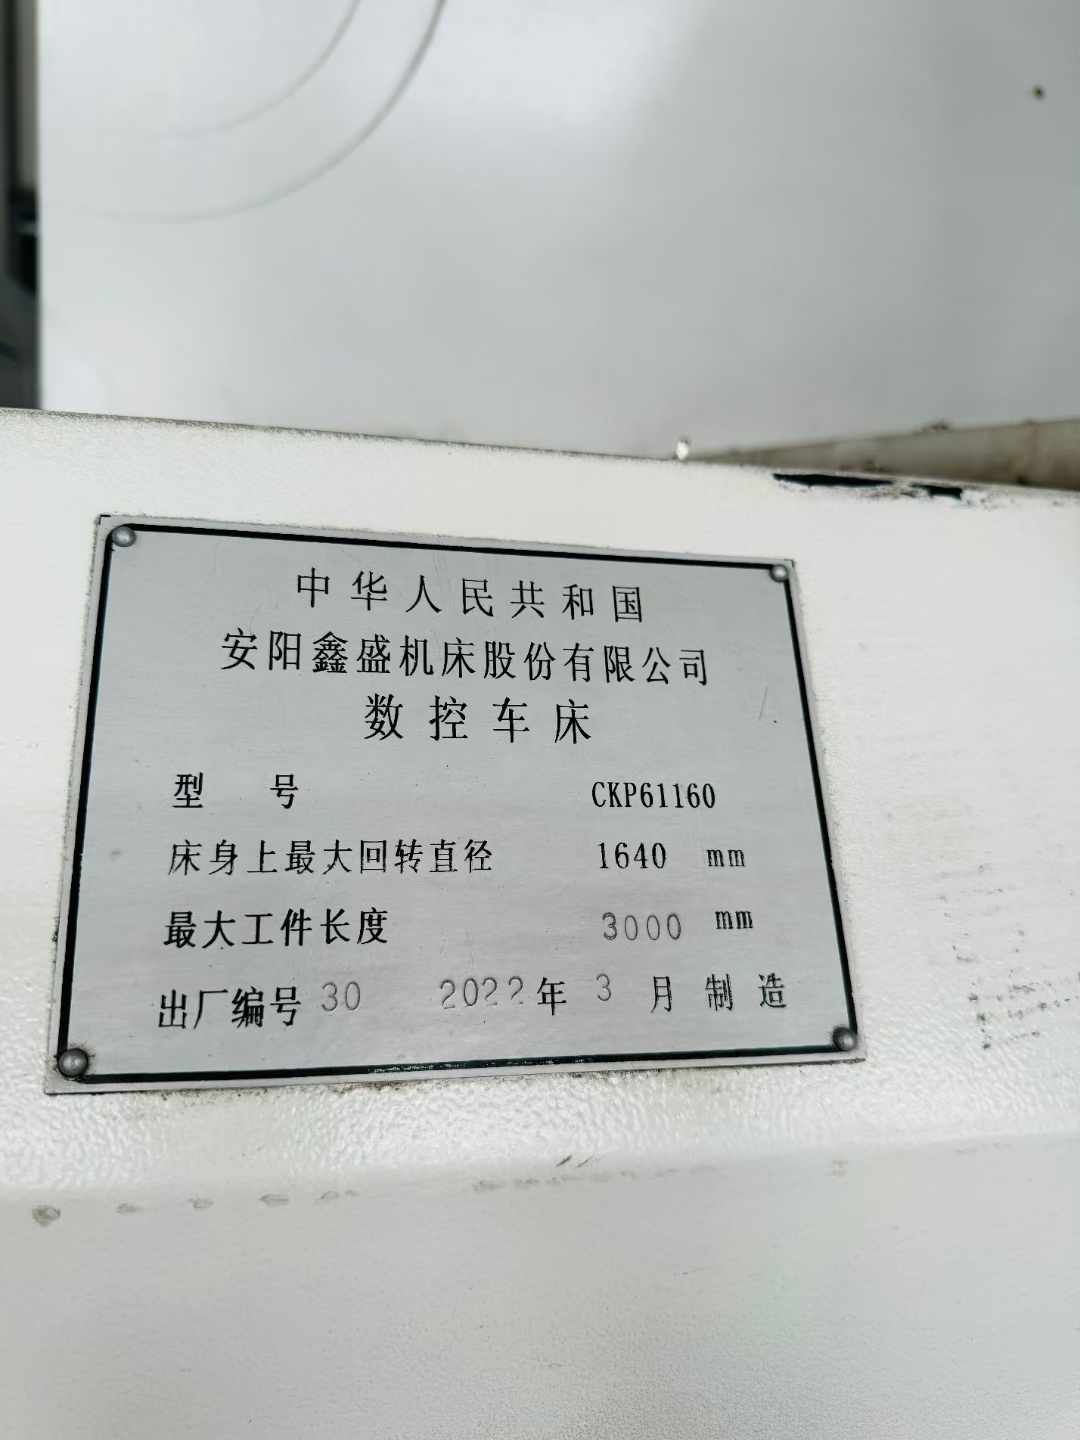 中华人民共和国
安阳鑫盛机床股份有限公司
数控车床
型 号 CKP61160
床身上最大回转直径 1640 mm
最大工件长度 3000 mm
出厂编号 30 2022年 3 月 制 造